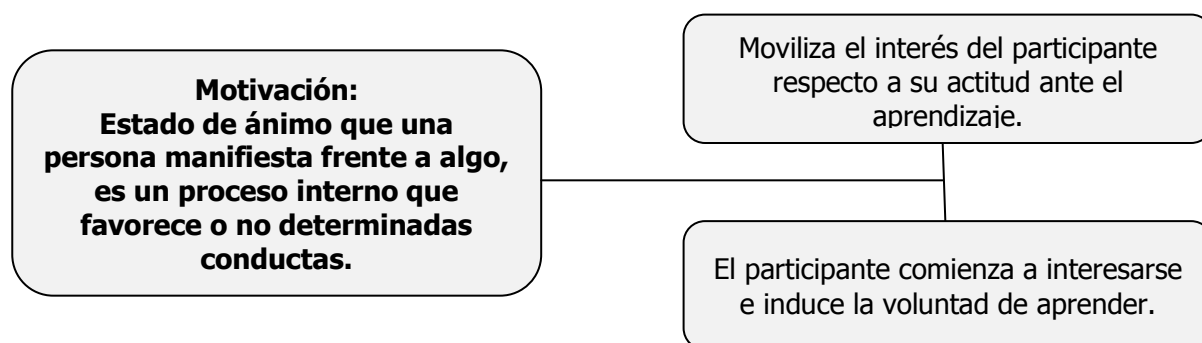 Motivación:
Estado de ánimo que una
persona manifiesta frente a algo,
es un proceso interno que
favorece o no determinadas
conductas.
Moviliza el interés del participante
respecto a su actitud ante el
aprendizaje.
El participante comienza a interesarse
e induce la voluntad de aprender.